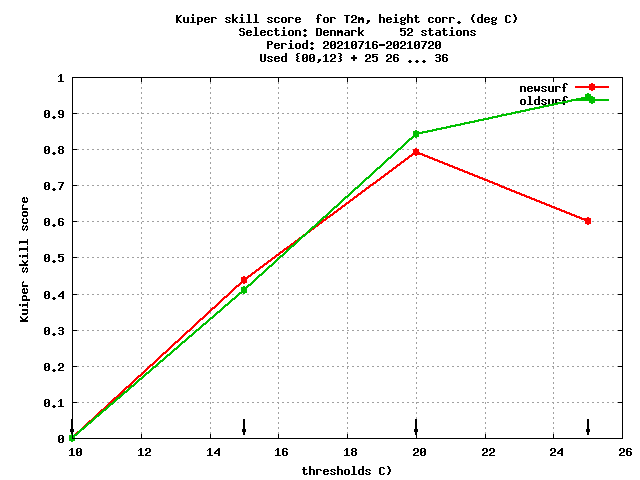 Kuiper skill score  for T2m, height corr. (deg C)
Selection: Denmark     52 stations
Period: 20210716-20210720
Used {00,12} + 25 26 ... 36
newsurf
oldsurf
1
0.9
0.8
0.7
0.6
0.5
0.4
0.3
0.2
0.1
0
Kuiper skill score
10 12 14 16 18 20 22 24 26
thresholds C)